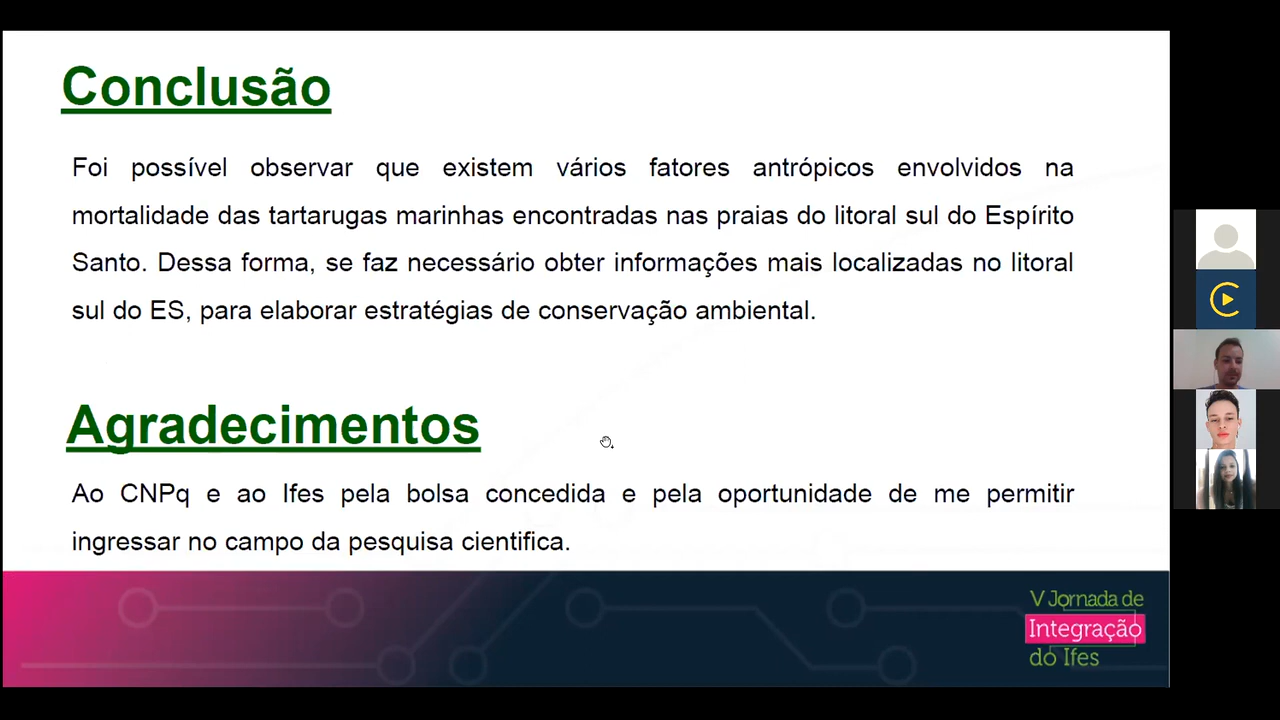 Conclusão
Foi possível observar que existem vários fatores antrópicos envolvidos na
mortalidade das tartarugas marinhas encontradas nas praias do litoral sul do Espírito
Santo. Dessa forma, se faz necessário obter informações mais localizadas no litoral
sul do ES, para elaborar estratégias de conservação ambiental.
Agradecimentos
Ao CNPq e ao Ifes pela bolsa concedida e pela oportunidade de me permitir
ingressar no campo da pesquisa cientifica.
V Jornada de
Integração
do Ifes